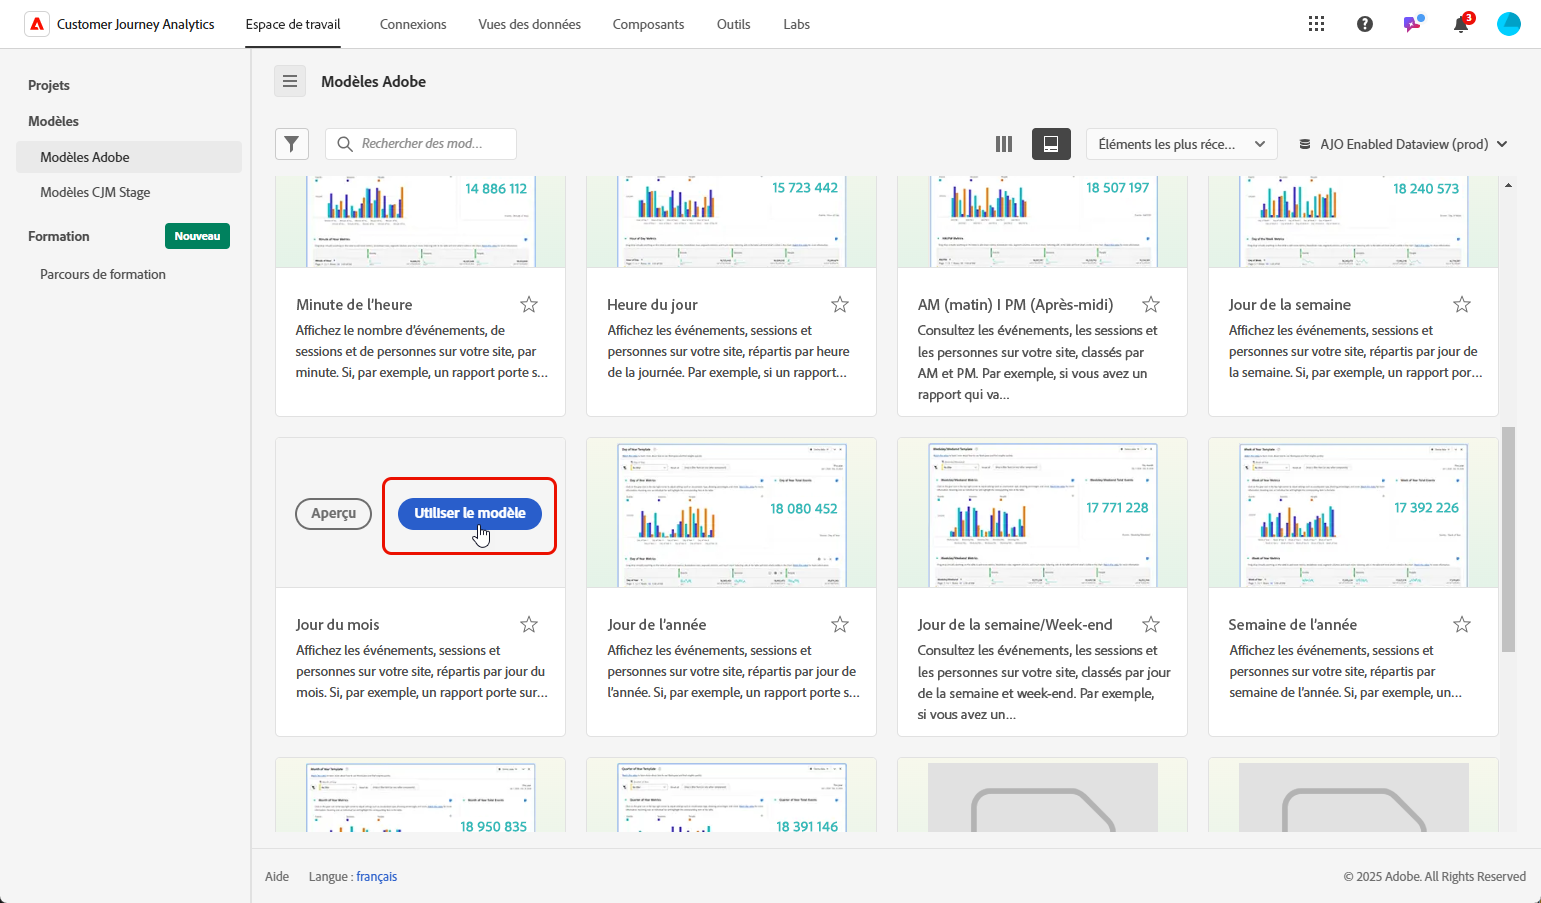 Customer Journey Analytics
Espace de travail
Connexions
Vues des données
Composants
Outils
Labs
3
Projets
Modèles
Modèles Adobe
Modèles CJM Stage
Formation
Nouveau
Parcours de formation
Modèles Adobe
Rechercher des mod...
Éléments les plus réce...
AJO Enabled Dataview (prod)
14 886 112
15 723 442
18 507 197
18 240 573
Minute de l’heure
Affichez le nombre d’événements, de
sessions et de personnes sur votre site, par
minute. Si, par exemple, un rapport porte s...
Heure du jour
Affichez les événements, sessions et
personnes sur votre site, répartis par heure
de la journée. Par exemple, si un rapport...
AM (matin) I PM (Après-midi)
Consultez les événements, les sessions et
les personnes sur votre site, classés par
AM et PM. Par exemple, si vous avez un
rapport qui va...
Jour de la semaine
Affichez les événements, sessions et
personnes sur votre site, répartis par jour de
la semaine. Si, par exemple, un rapport por...
Aperçu
Utiliser le modèle
18 080 452
17 771 228
17 392 226
Jour du mois
Affichez les événements, sessions et
personnes sur votre site, répartis par jour du
mois. Si, par exemple, un rapport porte sur...
Jour de l’année
Affichez les événements, sessions et
personnes sur votre site, répartis par jour de
l’année. Si, par exemple, un rapport porte s...
Jour de la semaine/Week-end
Consultez les événements, les sessions et
les personnes sur votre site, classés par jour
de la semaine et week-end. Par exemple,
si vous avez un...
Semaine de l’année
Affichez les événements, sessions et
personnes sur votre site, répartis par
semaine de l’année. Si, par exemple, un...
18 950 835
18 391 146
Aide
Langue : français
© 2025 Adobe. All Rights Reserved